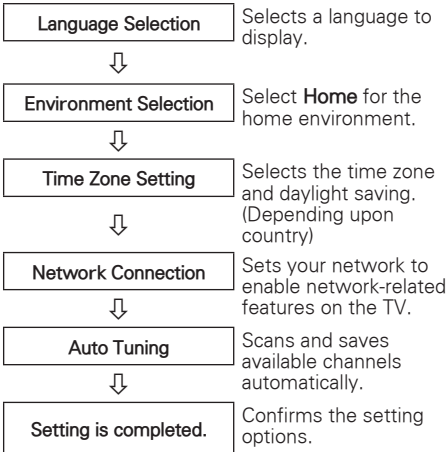 Language Selection
Selects a language to
display.
⇩
Environment Selection
Select Home for the
home environment.
⇩
Time Zone Setting
Selects the time zone
and daylight saving.
(Depending upon
country)
⇩
Network Connection
Sets your network to
enable network-related
features on the TV.
⇩
Auto Tuning
Scans and saves
available channels
automatically.
⇩
Setting is completed.
Confirms the setting
options.